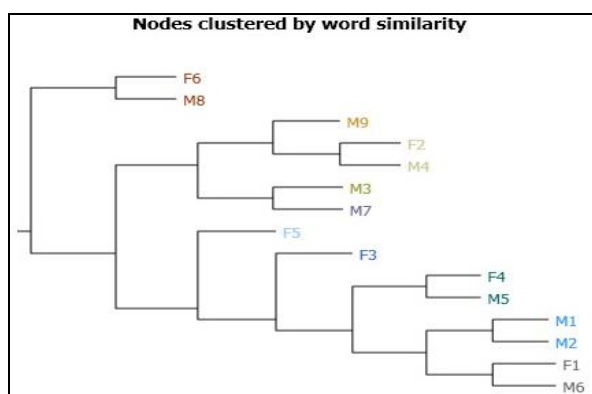 Nodes clustered by word similarity
F6
M8
M9
F2
M4
M3
M7
F5
F3
F4
M5
M1
M2
F1
M6